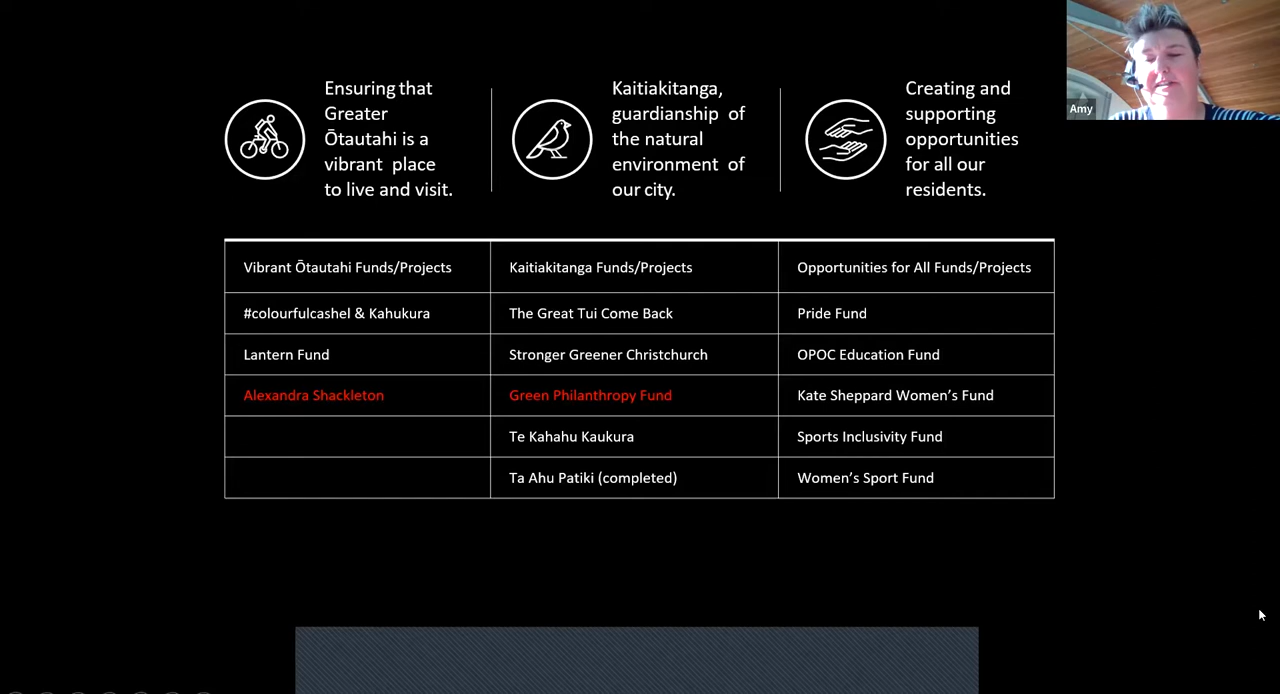 Ensuring that
Greater
Ōtautahi is a
vibrant place
to live and visit.
Kaitiakitanga,
guardianship of
the natural
environment of
our city.
Creating and
supporting
opportunities
for all our
residents.
Amy
Vibrant Ōtautahi Funds/Projects
Kaitiakitanga Funds/Projects
Opportunities for All Funds/Projects
#colourfulcashel & Kahukura
The Great Tui Come Back
Pride Fund
Lantern Fund
Stronger Greener Christchurch
OPOC Education Fund
Alexandra Shackleton
Green Philanthropy Fund
Kate Sheppard Women’s Fund
Te Kahahu Kaukura
Sports Inclusivity Fund
Ta Ahu Patiki (completed)
Women’s Sport Fund